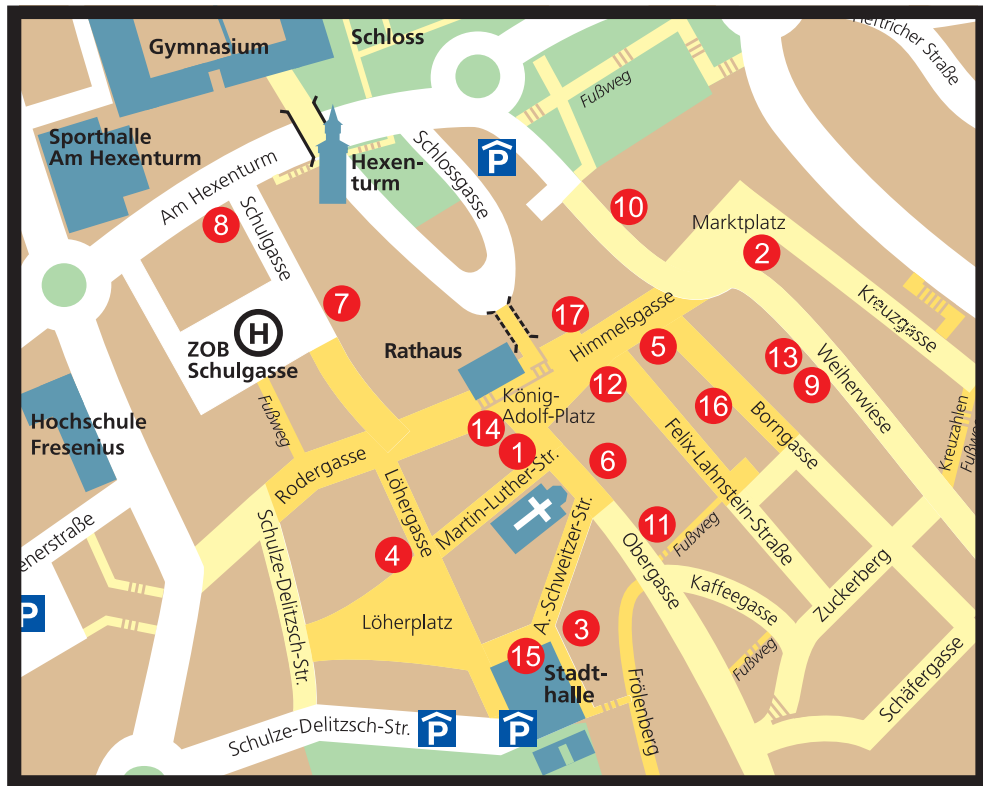 Gymnasium
Schloss
Fußweg
Sporthalle
Am Hexenturm
Am Hexenturm
Hexen-
turm
Schlossgasse
P
8
Schulgasse
10
Marktplatz
2
Kreuzgasse
7
H
ZOB
Schulgasse
Rathaus
17
Himmelsgasse
5
13
9
Weiherwiese
Hochschule
Fresenius
Fußweg
König-
Adolf-Platz
12
16
Borngasse
Kreuzahlen
14
1
6
Felix-Lahnstein-Straße
Rodergasse
Löhergasse
Martin-Luther-Str.
4
11
Fußweg
Obergasse
A.-Schweitzer-Str.
Schulze-Delitzsch-Str.
P
Löherplatz
3
15
Stadt-
halle
Kaffeegasse
Zuckerberg
Fußweg
Frölenberg
Schäfergasse
Schulze-Delitzsch-Str.
P
P